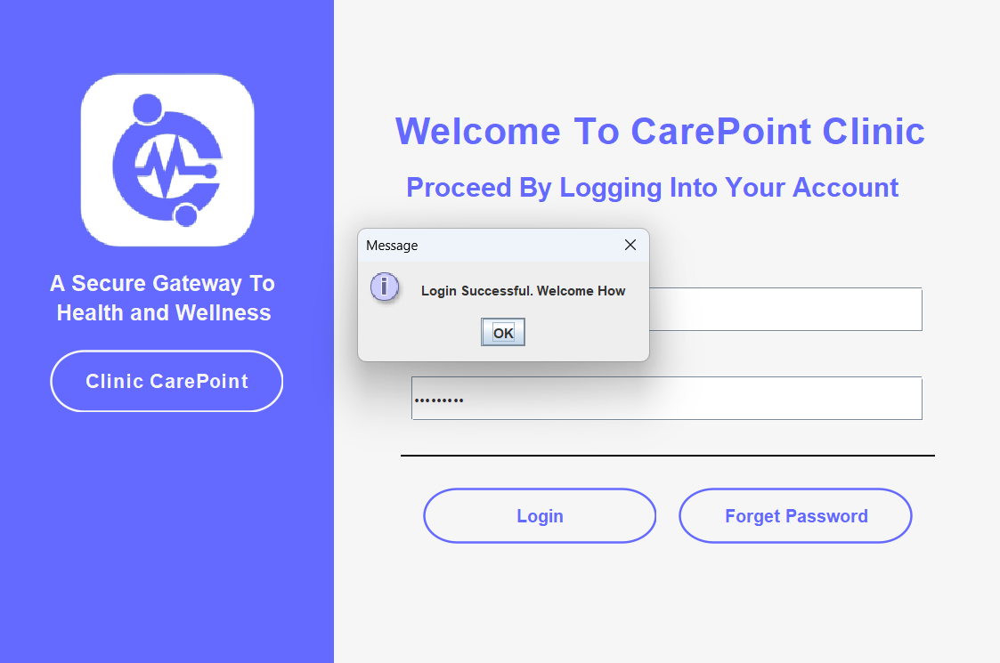 A Secure Gateway To
Health and Wellness
Clinic CarePoint
Welcome To CarePoint Clinic
Proceed By Logging Into Your Account
Message
i
Login Successful. Welcome How
OK
•••••••••
Login
Forget Password